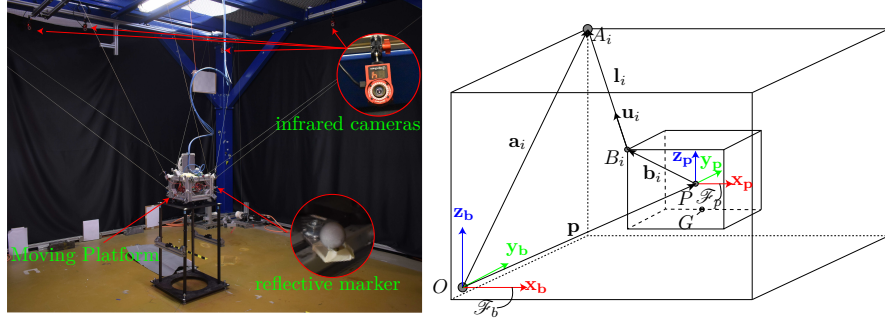 infrared cameras
Moving Platform
reflective marker
A_i
l_i
u_i
a_i
B_i
b_i
z_p
y_p
x_p
P
ℱ_p
G
p
z_b
y_b
O
x_b
ℱ_b